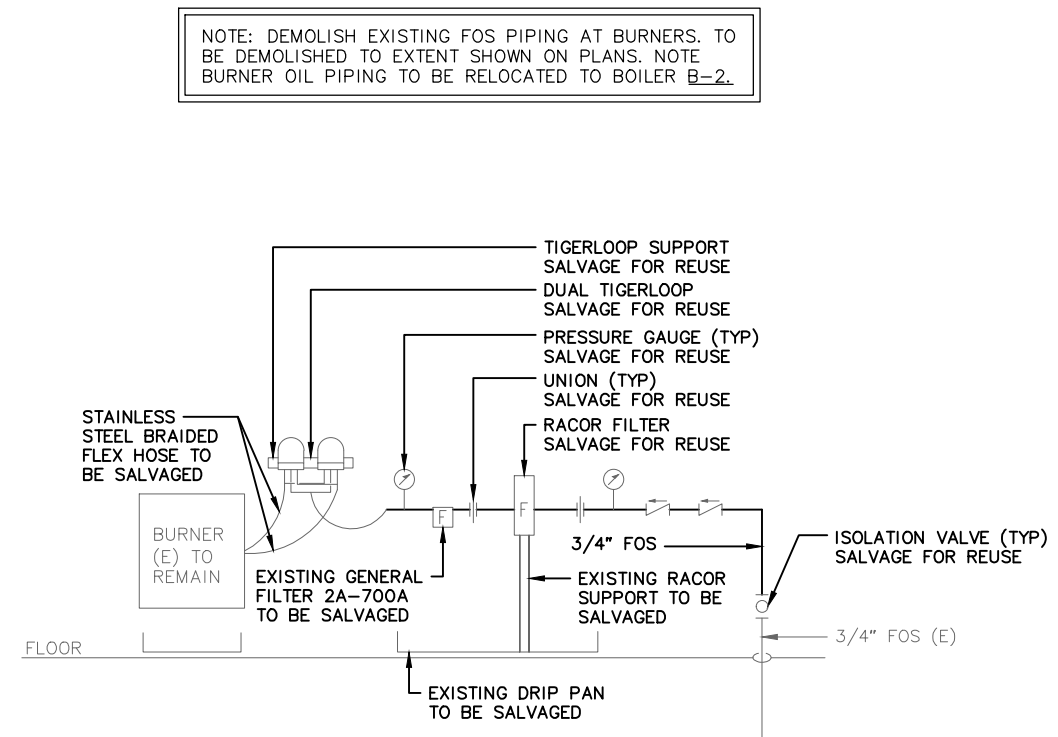 NOTE: DEMOLISH EXISTING FOS PIPING AT BURNERS. TO
BE DEMOLISHED TO EXTENT SHOWN ON PLANS. NOTE
BURNER OIL PIPING TO BE RELOCATED TO BOILER B-2.
TIGERLOOP SUPPORT
SALVAGE FOR REUSE
DUAL TIGERLOOP
SALVAGE FOR REUSE
PRESSURE GAUGE (TYP)
SALVAGE FOR REUSE
UNION (TYP)
SALVAGE FOR REUSE
RACOR FILTER
SALVAGE FOR REUSE
STAINLESS
STEEL BRAIDED
FLEX HOSE TO
BE SALVAGED
BURNER
(E) TO
REMAIN
F
F
3/4" FOS
ISOLATION VALVE (TYP)
SALVAGE FOR REUSE
EXISTING GENERAL
FILTER 2A-700A
TO BE SALVAGED
EXISTING RACOR
SUPPORT TO BE
SALVAGED
3/4" FOS (E)
FLOOR
EXISTING DRIP PAN
TO BE SALVAGED